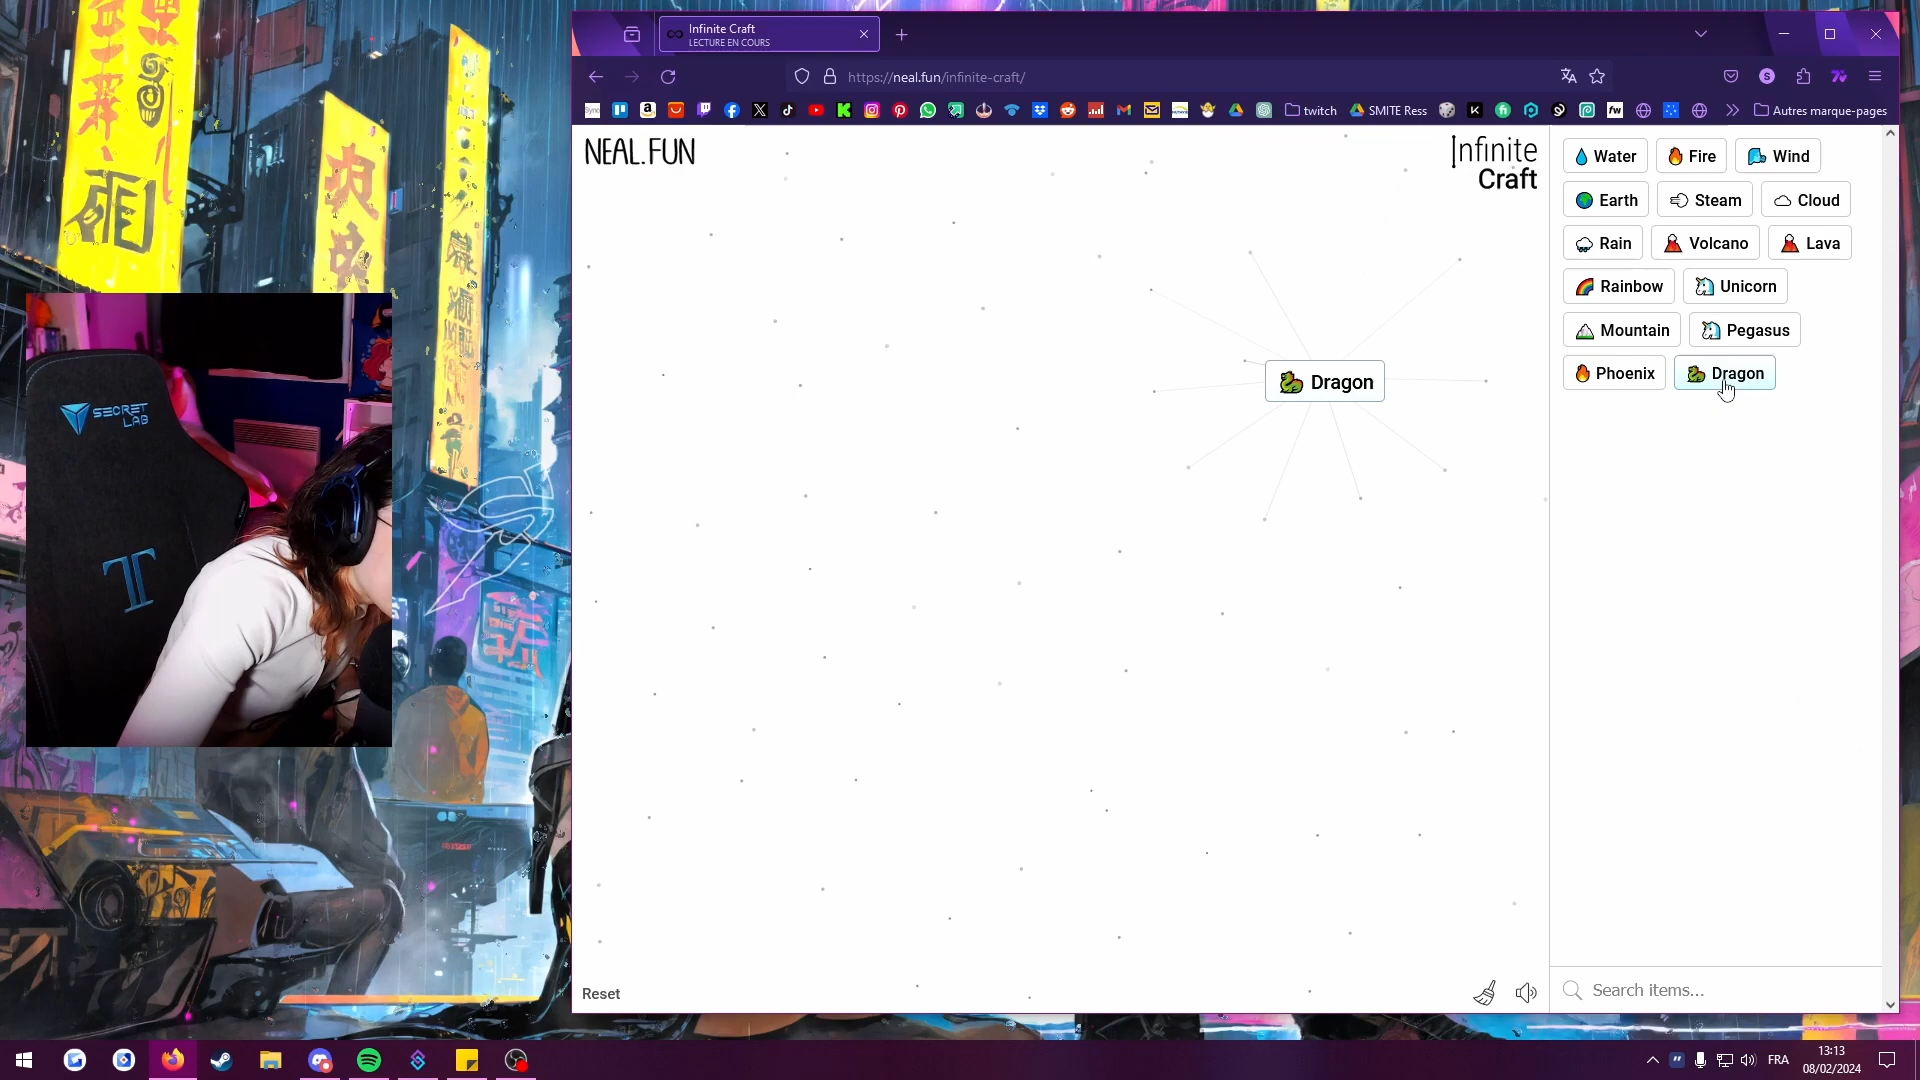 Infinite Craft
LECTURE EN COURS
https://neal.fun/infinite-craft/
twitch
SMITE Ress
Autres marque-pages
NEAL.FUN
Infinite
Craft
Water
Fire
Wind
Earth
Steam
Cloud
Rain
Volcano
Lava
Rainbow
Unicorn
Mountain
Pegasus
Phoenix
Dragon
Dragon
SECRET
LAB
Reset
Search items...
FRA
13:13
08/02/2024